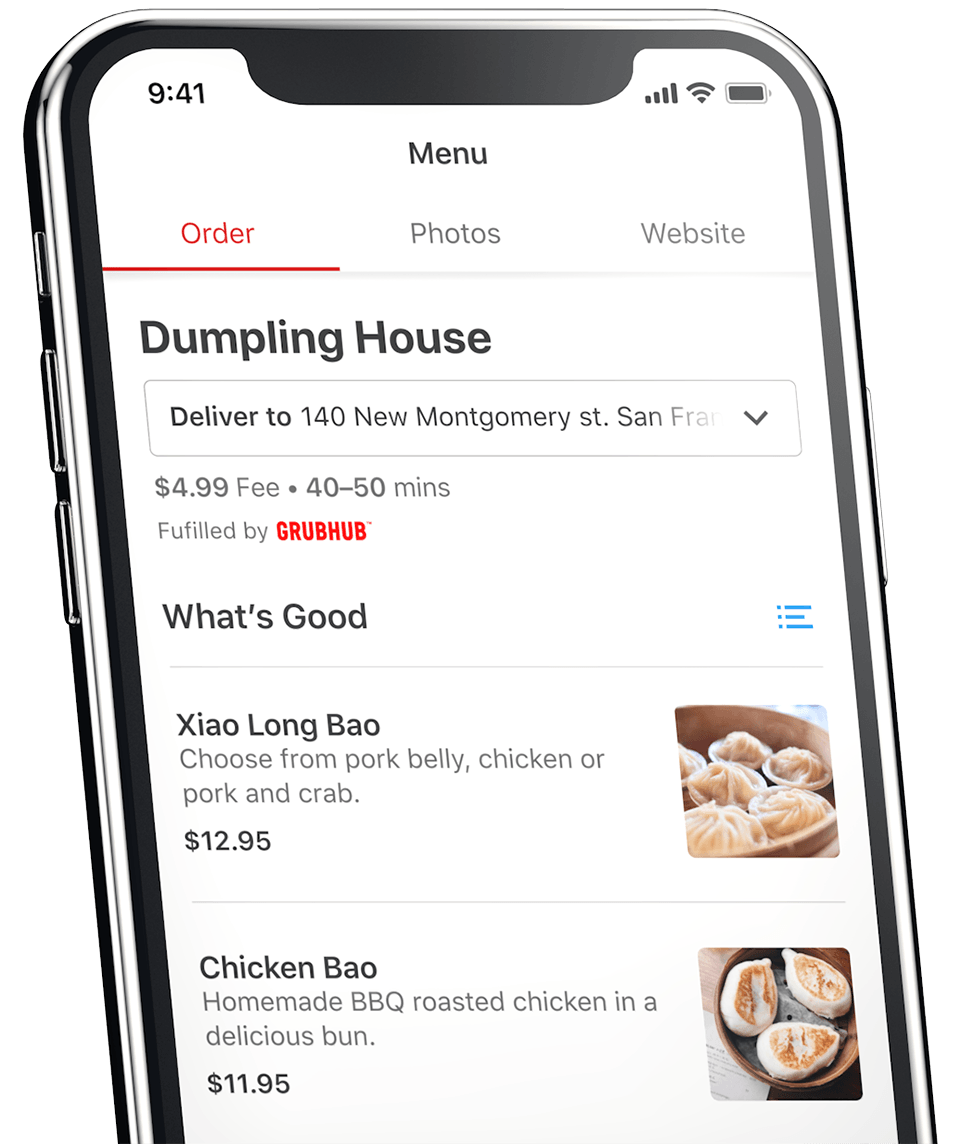 9:41
Menu
Order Photos Website
Dumpling House
Deliver to 140 New Montgomery st. San Fran
$4.99 Fee • 40–50 mins
Fufilled by GRUBHUB™
What's Good
Xiao Long Bao
Choose from pork belly, chicken or
pork and crab.
$12.95
Chicken Bao
Homemade BBQ roasted chicken in a
delicious bun.
$11.95